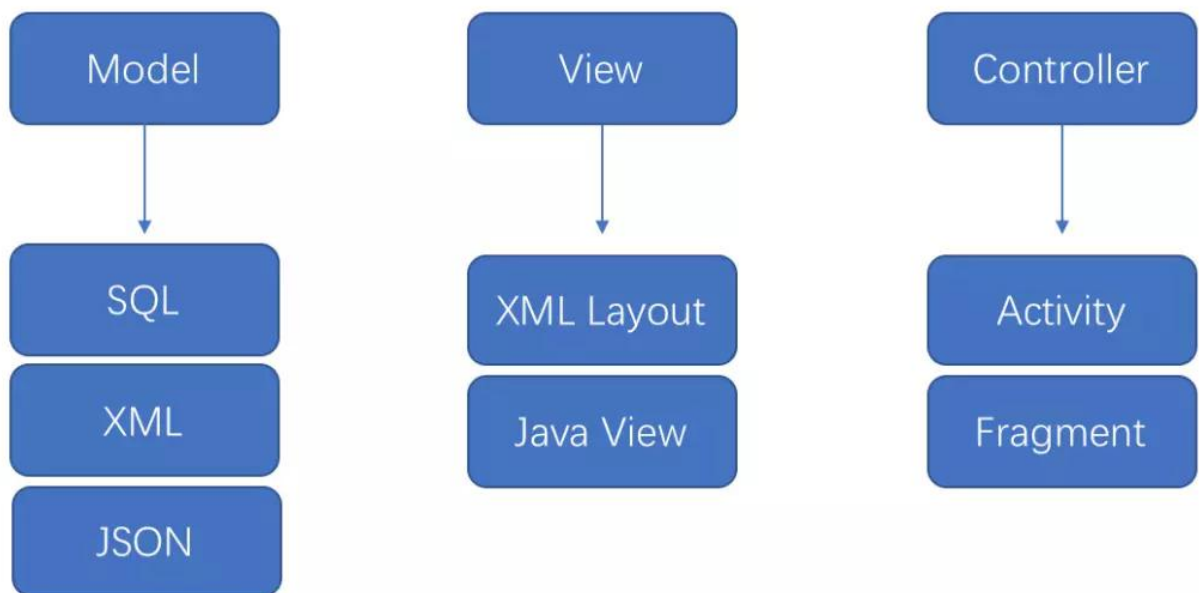 Model
SQL
XML
JSON
View
XML Layout
Java View
Controller
Activity
Fragment